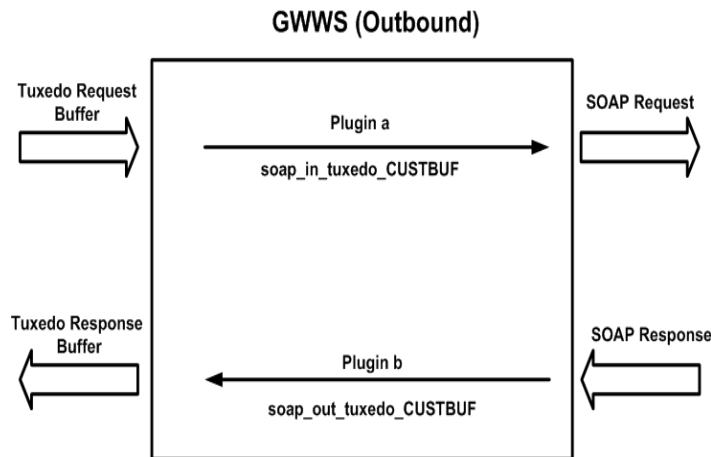 GWWS (Outbound)
Tuxedo Request
Buffer
Plugin a
soap_in_tuxedo_CUSTBUF
SOAP Request
Tuxedo Response
Buffer
Plugin b
soap_out_tuxedo_CUSTBUF
SOAP Response